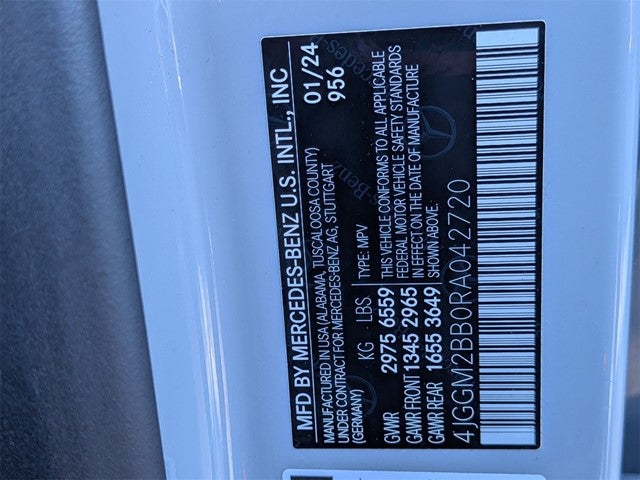 MFD BY MERCEDES-BENZ U.S. INTL., INC
MANUFACTURED IN USA (ALABAMA, TUSCALOOSA COUNTY)
UNDER CONTRACT FOR MERCEDES-BENZ AG, STUTTGART
(GERMANY)
01/24
956
KG LBS TYPE: MPV
GVWR 2975 6559
GAWR FRONT 1345 2965
GAWR REAR 1655 3649
THIS VEHICLE CONFORMS TO ALL APPLICABLE
FEDERAL MOTOR VEHICLE SAFETY STANDARDS
IN EFFECT ON THE DATE OF MANUFACTURE
SHOWN ABOVE.
4JGGM2BB0RA042720